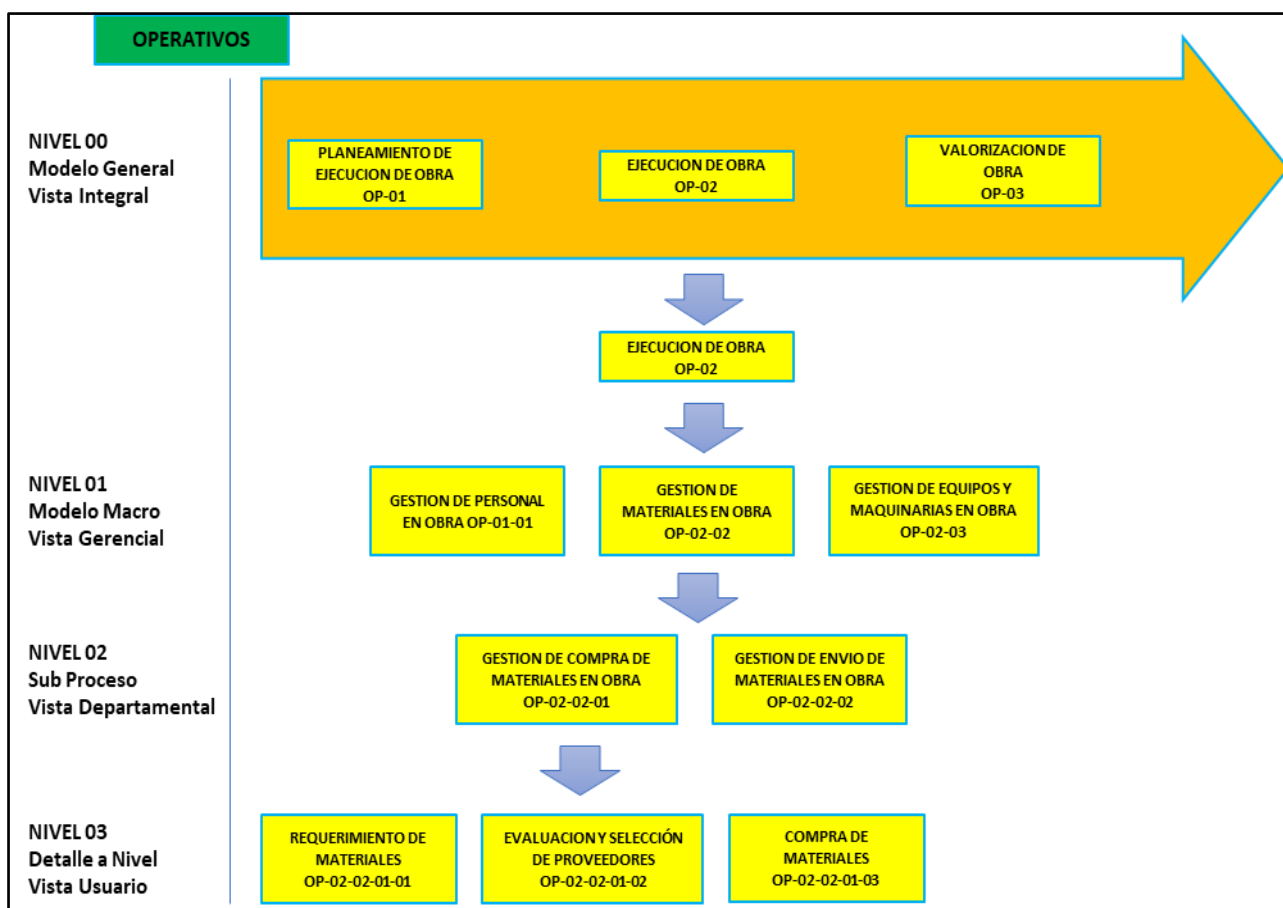 OPERATIVOS
NIVEL 00
Modelo General
Vista Integral
PLANEAMIENTO DE
EJECUCION DE OBRA
OP-01
EJECUCION DE OBRA
OP-02
VALORIZACION DE
OBRA
OP-03
EJECUCION DE OBRA
OP-02
NIVEL 01
Modelo Macro
Vista Gerencial
GESTION DE PERSONAL
EN OBRA OP-01-01
GESTION DE
MATERIALES EN OBRA
OP-02-02
GESTION DE EQUIPOS Y
MAQUINARIAS EN OBRA
OP-02-03
NIVEL 02
Sub Proceso
Vista Departamental
GESTION DE COMPRA DE
MATERIALES EN OBRA
OP-02-02-01
GESTION DE ENVIO DE
MATERIALES EN OBRA
OP-02-02-02
NIVEL 03
Detalle a Nivel
Vista Usuario
REQUERIMIENTO DE
MATERIALES
OP-02-02-01-01
EVALUACION Y SELECCIÓN
DE PROVEEDORES
OP-02-02-01-02
COMPRA DE
MATERIALES
OP-02-02-01-03